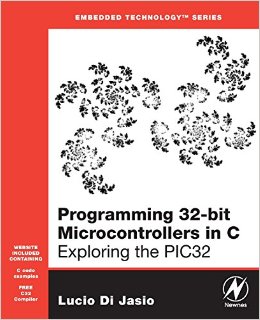 EMBEDDED TECHNOLOGY™ SERIES
Programming 32-bit
Microcontrollers in C
Exploring the PIC32
WEBSITE
INCLUDED
CONTAINING
C code
examples
FREE
C32
Compiler
Lucio Di Jasio
Newnes